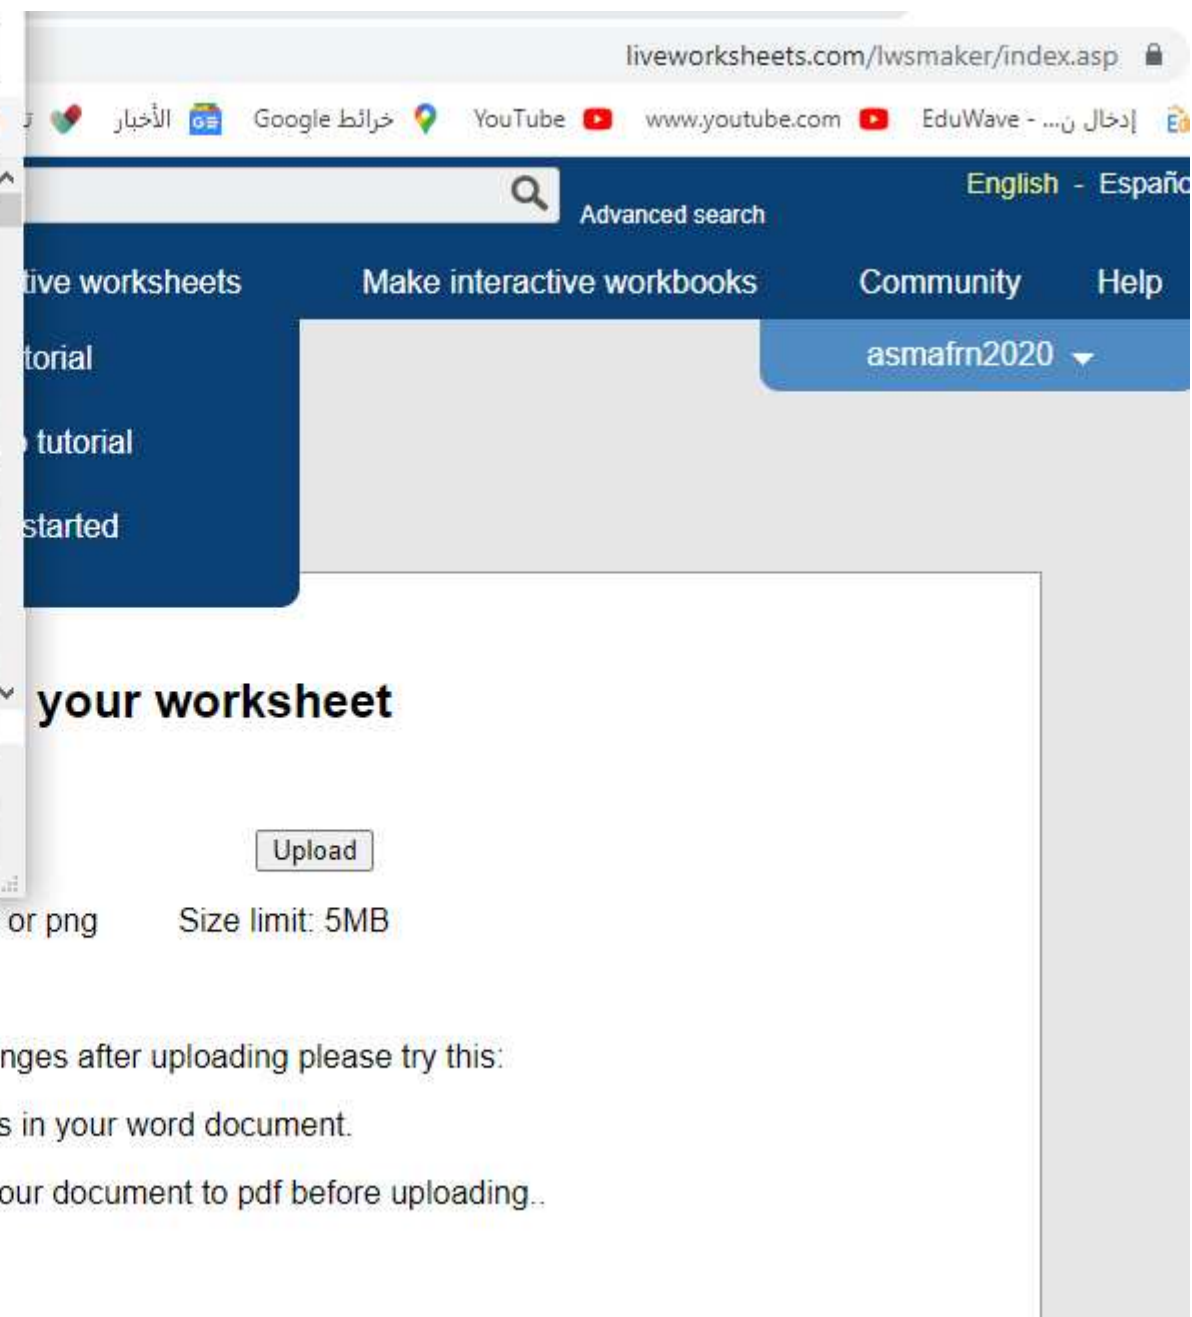 liveworksheets.com/lwsmaker/index.asp
إدخال ن... - EduWave www.youtube.com YouTube خرائط Google الأخبار
English - Españo
Advanced search
tive worksheets Make interactive workbooks Community Help
torial asmafrn2020
tutorial
started
your worksheet
Upload
or png Size limit: 5MB
nges after uploading please try this:
s in your word document.
our document to pdf before uploading..